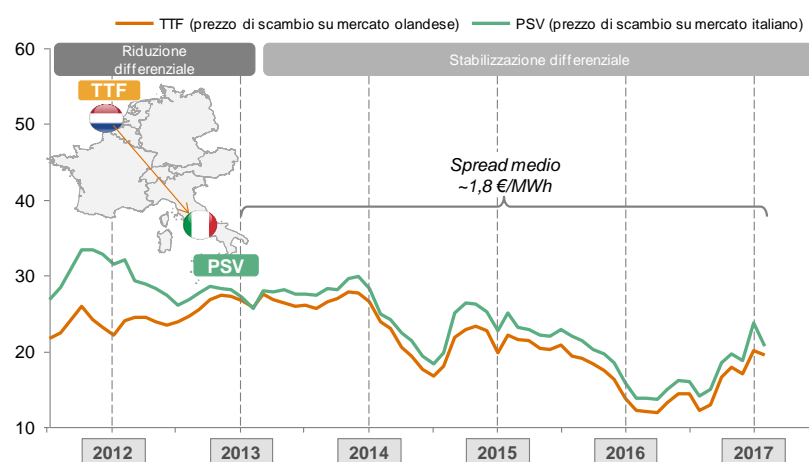 TTF (prezzo di scambio su mercato olandese) PSV (prezzo di scambio su mercato italiano)
60
Riduzione
differenziale
Stabilizzazione differenziale
TTF
50
Spread medio
~1,8 €/MWh
40
PSV
30
20
10
2012 2013 2014 2015 2016 2017